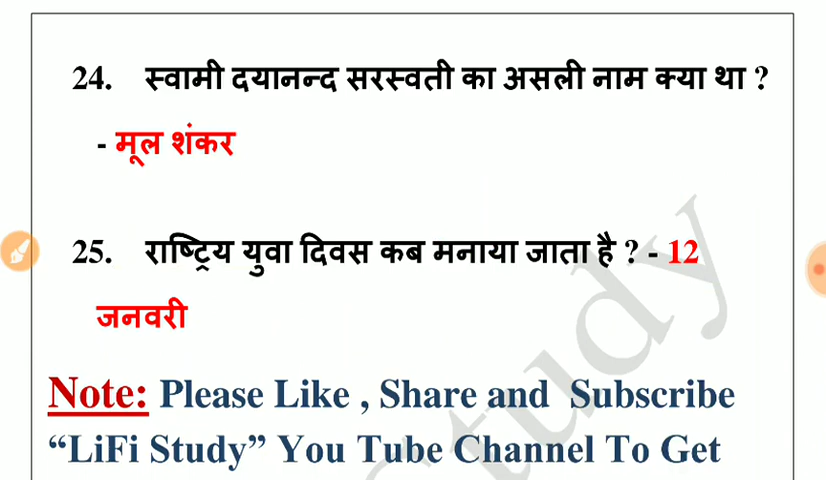 24. स्वामी दयानन्द सरस्वती का असली नाम क्या था ?
- मूल शंकर
25. राष्ट्रिय युवा दिवस कब मनाया जाता है ? - 12
जनवरी
Note: Please Like , Share and Subscribe
“LiFi Study” You Tube Channel To Get
Study